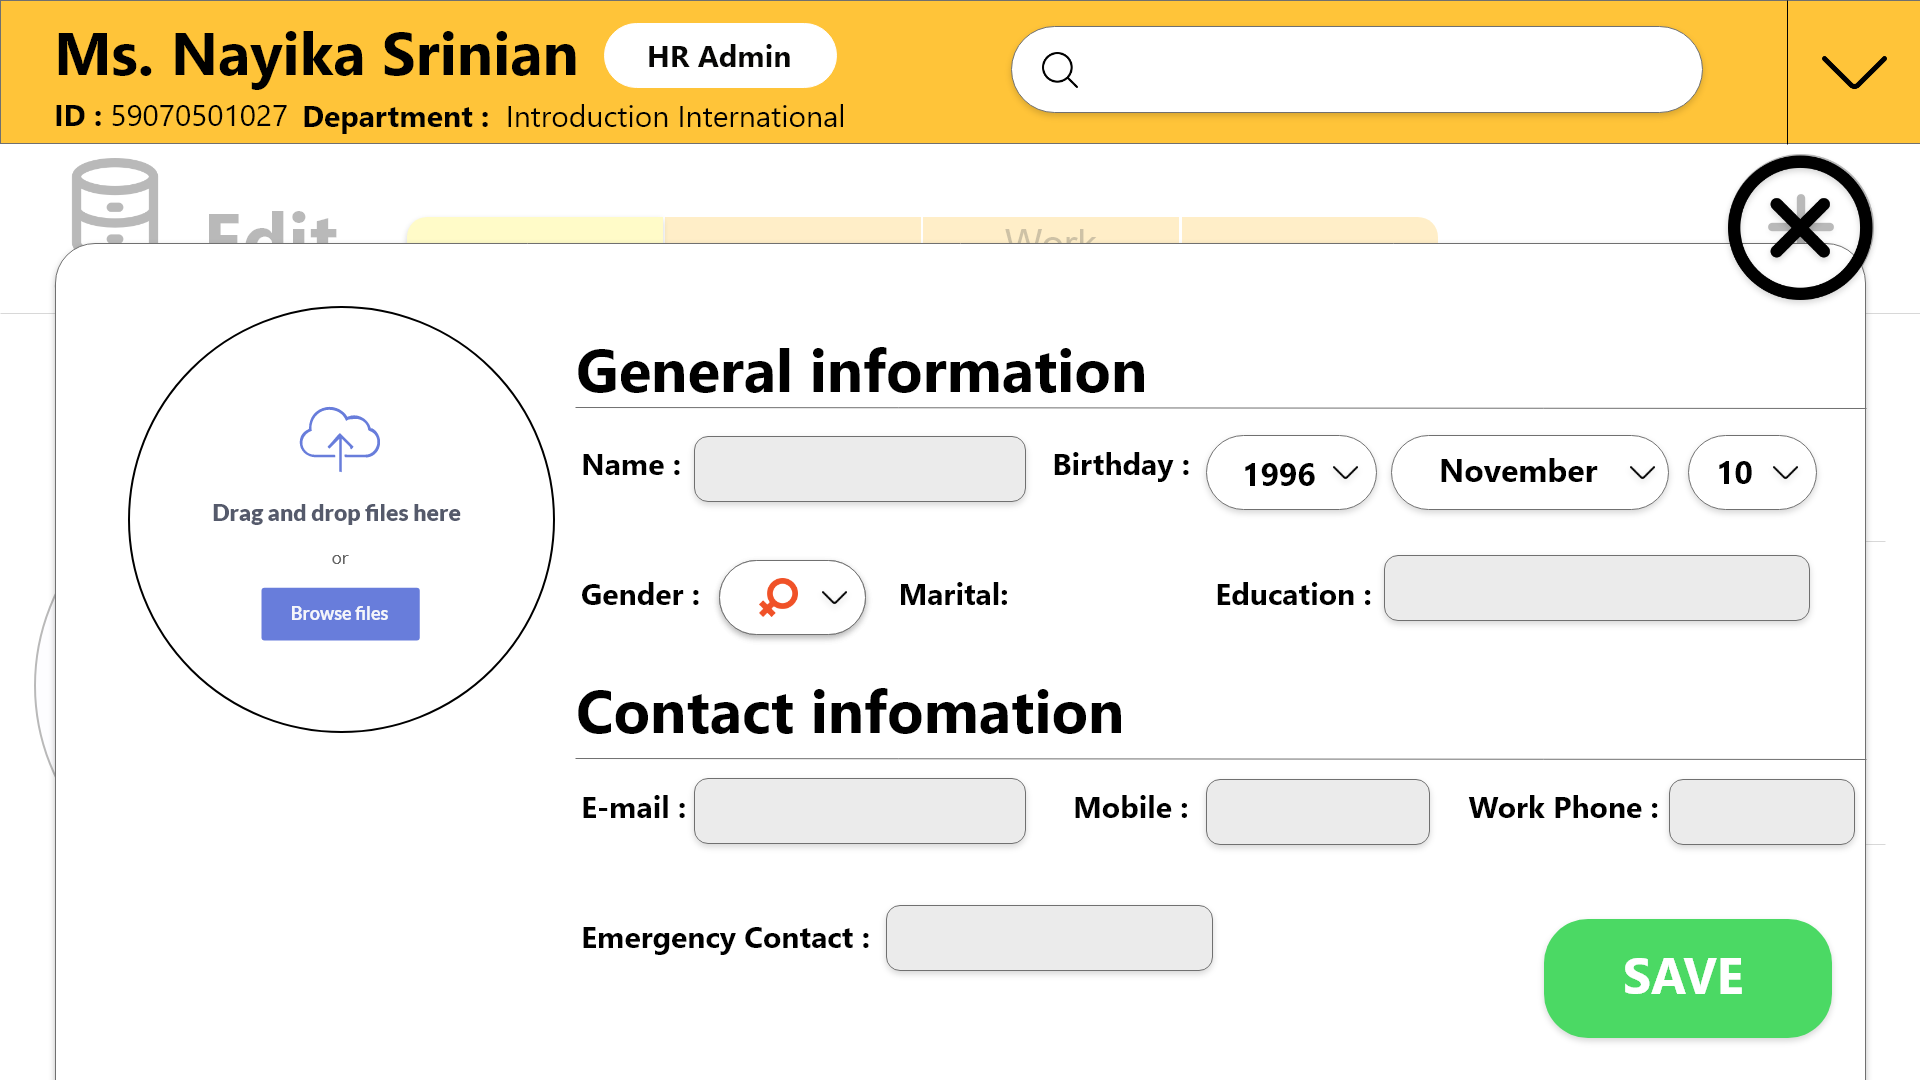 Ms. Nayika Srinian HR Admin
ID : 59070501027 Department : Introduction International
Edit
Work
General information
Name : Birthday : 1996 November 10
Drag and drop files here
or
Browse files
Gender : Marital: Education :
Contact infomation
E-mail : Mobile : Work Phone :
Emergency Contact :
SAVE